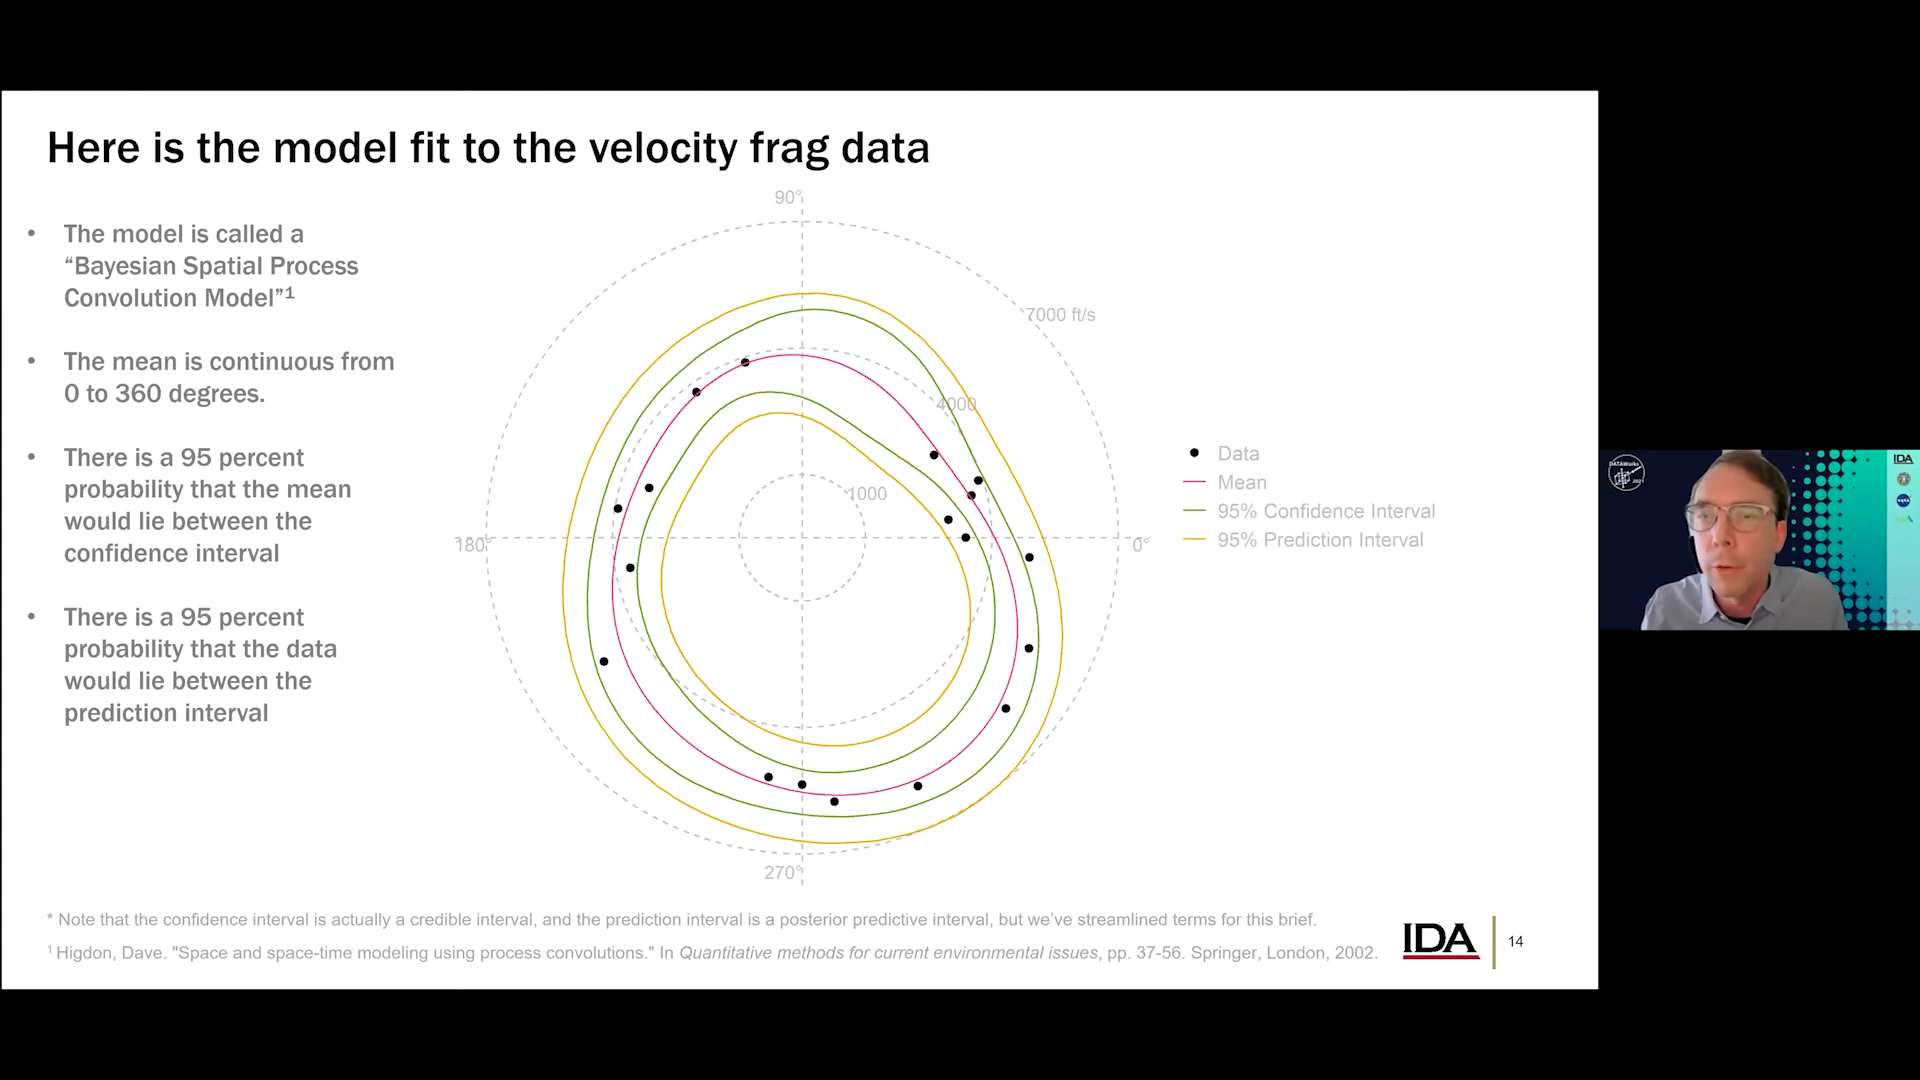 Here is the model fit to the velocity frag data
• The model is called a
“Bayesian Spatial Process
Convolution Model”1
• The mean is continuous from
0 to 360 degrees.
• There is a 95 percent
probability that the mean
would lie between the
confidence interval
• There is a 95 percent
probability that the data
would lie between the
prediction interval
90°
7000 ft/s
4000
1000
180°
0°
270°
Data
Mean
95% Confidence Interval
95% Prediction Interval
* Note that the confidence interval is actually a credible interval, and the prediction interval is a posterior predictive interval, but we’ve streamlined terms for this brief.
1 Higdon, Dave. "Space and space-time modeling using process convolutions." In Quantitative methods for current environmental issues, pp. 37-56. Springer, London, 2002.
IDA
14
DATAWorks
2021
IDA